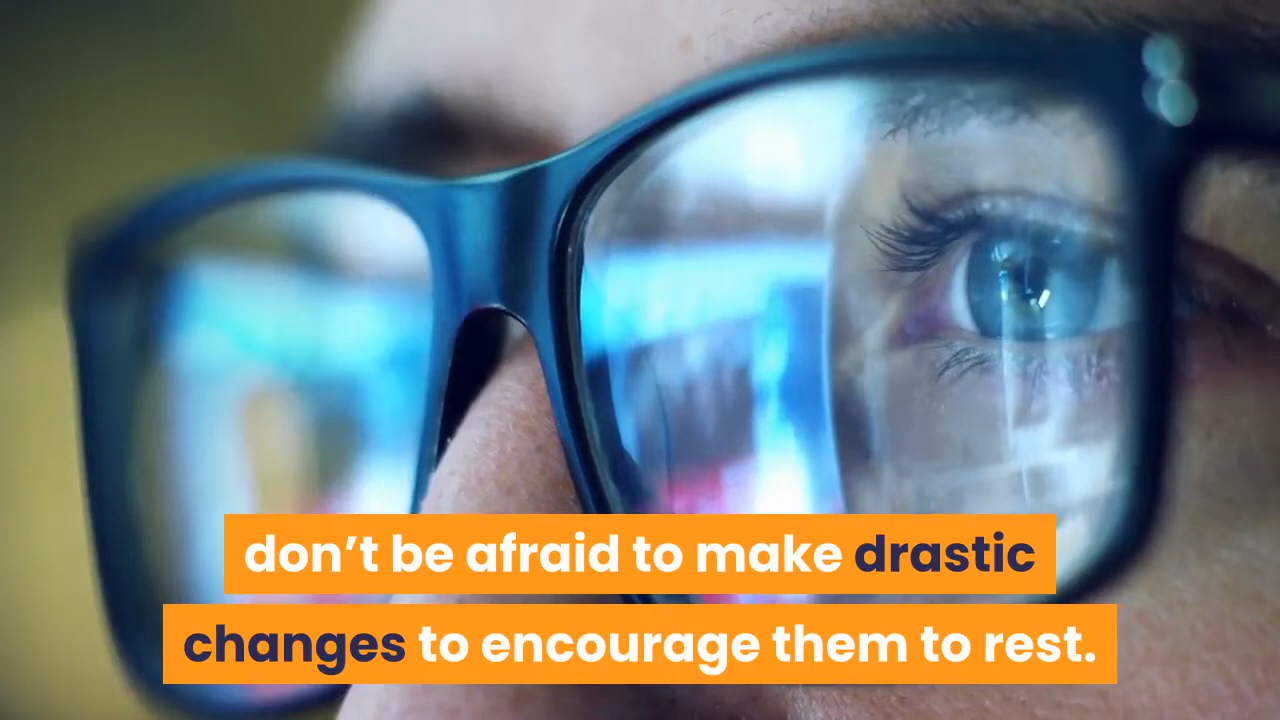 don’t be afraid to make drastic
changes to encourage them to rest.